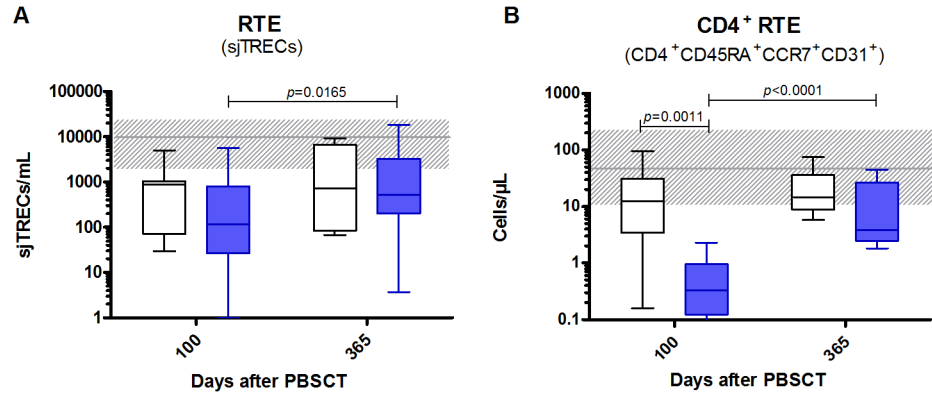 A
RTE
(sjTRECs)
p=0.0165
100000
10000
1000
100
10
1
sjTRECs/mL
100
365
Days after PBSCT
B
CD4+ RTE
(CD4+CD45RA+CCR7+CD31+)
p<0.0001
p=0.0011
1000
100
10
1
0.1
Cells/µL
100
365
Days after PBSCT